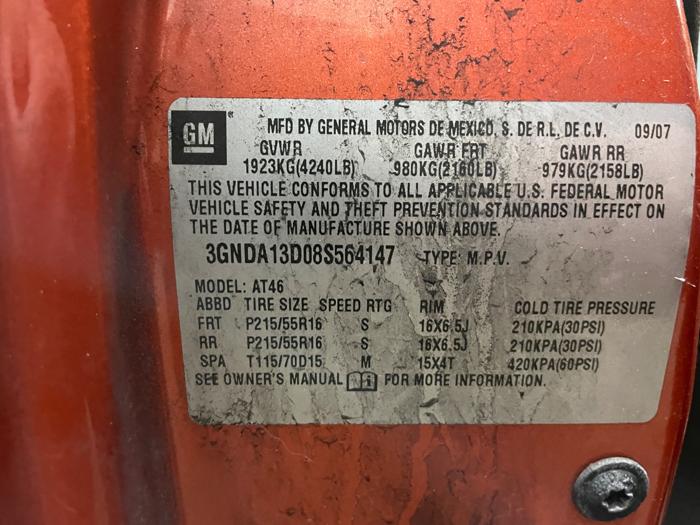 GM MFD BY GENERAL MOTORS DE MEXICO, S. DE R.L. DE C.V. 09/07
GVWR GAWR FRT GAWR RR
1923KG(4240LB) 980KG(2160LB) 979KG(2158LB)
THIS VEHICLE CONFORMS TO ALL APPLICABLE U.S. FEDERAL MOTOR
VEHICLE SAFETY AND THEFT PREVENTION STANDARDS IN EFFECT ON
THE DATE OF MANUFACTURE SHOWN ABOVE.
3GNDA13D08S564147 TYPE: M.P.V.
MODEL: AT46
ABBD TIRE SIZE SPEED RTG RIM COLD TIRE PRESSURE
FRT P215/55R16 S 16X6.5J 210KPA(30PSI)
RR P215/55R16 S 16X6.5J 210KPA(30PSI)
SPA T115/70D15 M 15X4T 420KPA(60PSI)
SEE OWNER'S MANUAL FOR MORE INFORMATION.